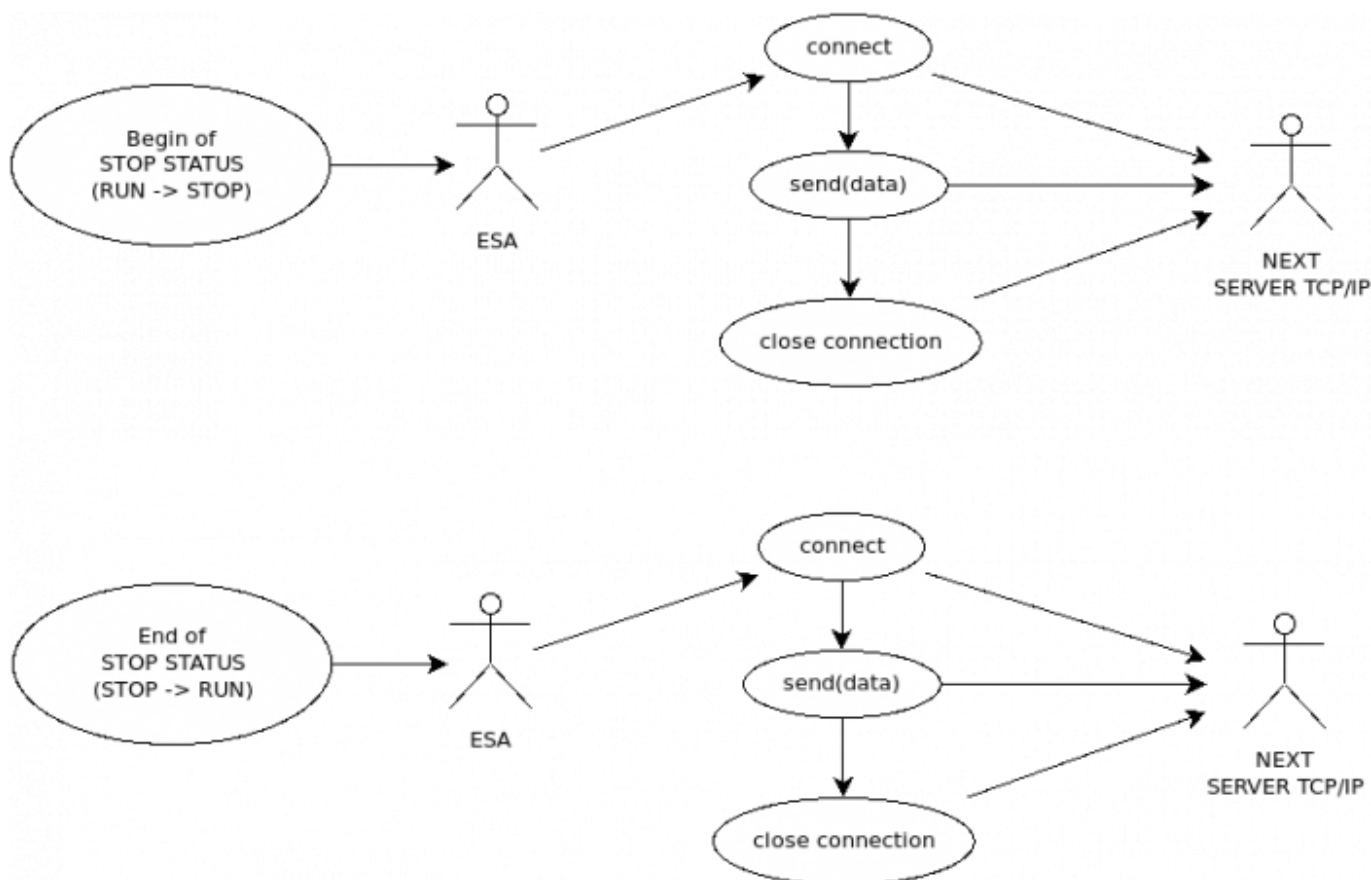 connect
Begin of
STOP STATUS
(RUN -> STOP)
send(data)
ESA
NEXT
SERVER TCP/IP
close connection
connect
End of
STOP STATUS
(STOP -> RUN)
send(data)
ESA
NEXT
SERVER TCP/IP
close connection